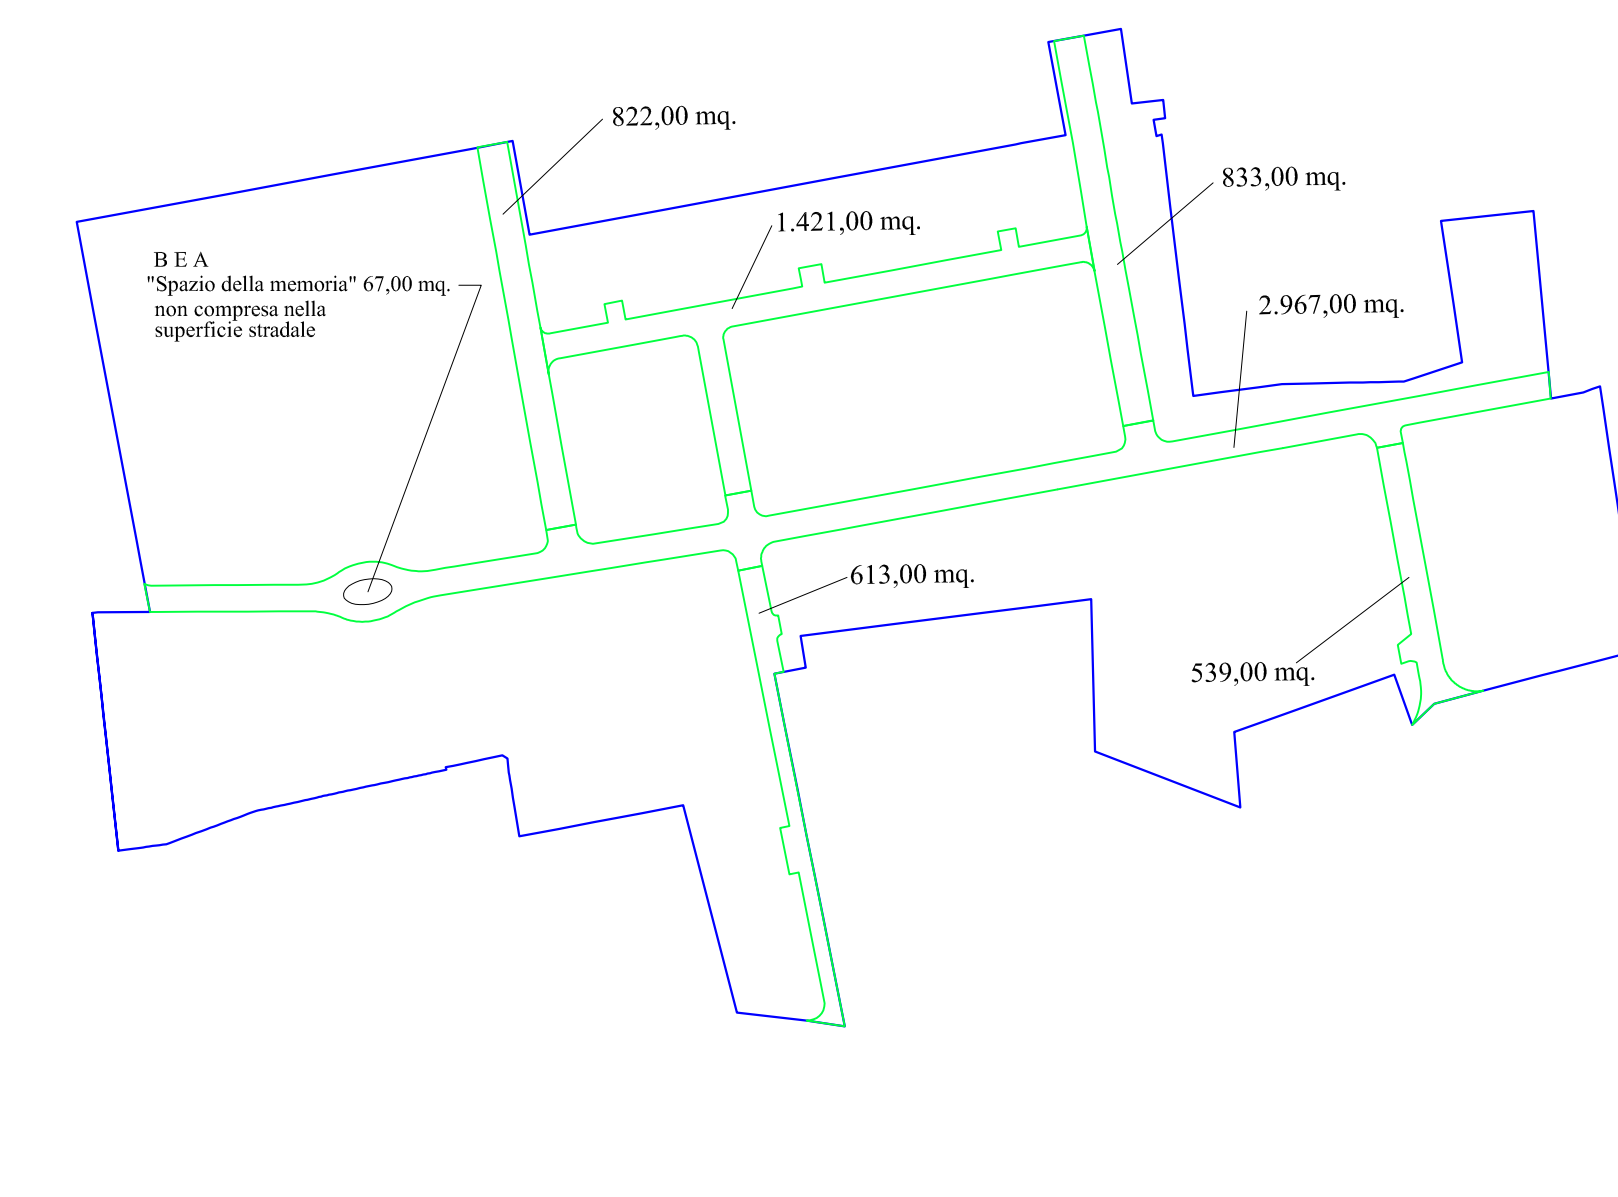 822,00 mq.
833,00 mq.
1.421,00 mq.
B E A
"Spazio della memoria" 67,00 mq.
non compresa nella
superficie stradale
2.967,00 mq.
613,00 mq.
539,00 mq.